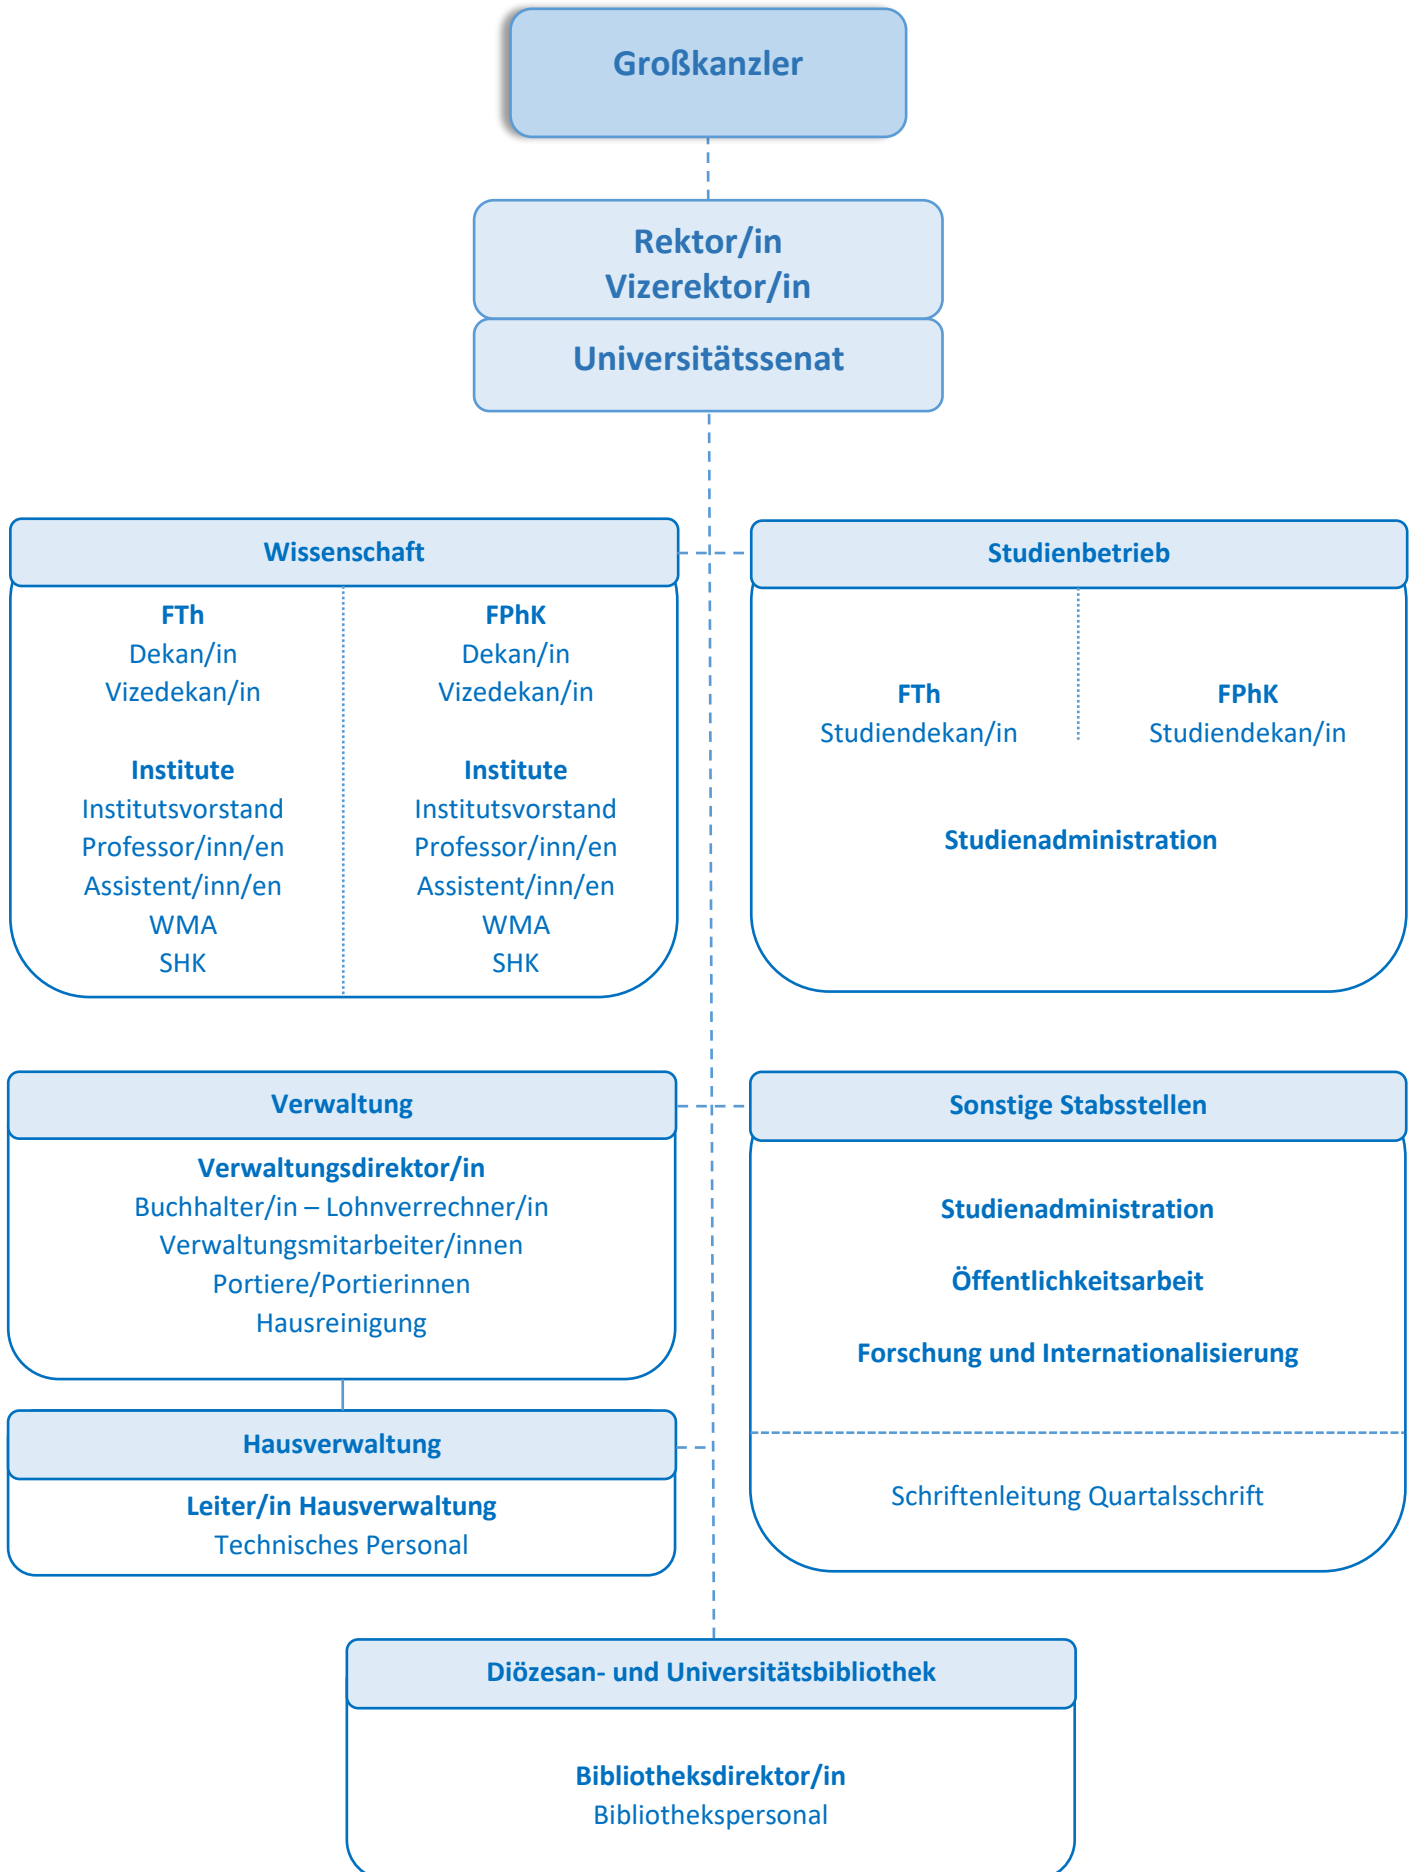 Großkanzler
Rektor/in
Vizerektor/in
Universitätssenat
Wissenschaft
FTh
Dekan/in
Vizedekan/in
Institute
Institutsvorstand
Professor/inn/en
Assistent/inn/en
WMA
SHK
FPhK
Dekan/in
Vizedekan/in
Institute
Institutsvorstand
Professor/inn/en
Assistent/inn/en
WMA
SHK
Studienbetrieb
FTh
Studiendekan/in
FPhK
Studiendekan/in
Studienadministration
Verwaltung
Verwaltungsdirektor/in
Buchhalter/in – Lohnverrechner/in
Verwaltungsmitarbeiter/innen
Portiere/Portierinnen
Hausreinigung
Hausverwaltung
Leiter/in Hausverwaltung
Technisches Personal
Sonstige Stabsstellen
Studienadministration
Öffentlichkeitsarbeit
Forschung und Internationalisierung
Schriftenleitung Quartalsschrift
Diözesan- und Universitätsbibliothek
Bibliotheksdirektor/in
Bibliothekspersonal